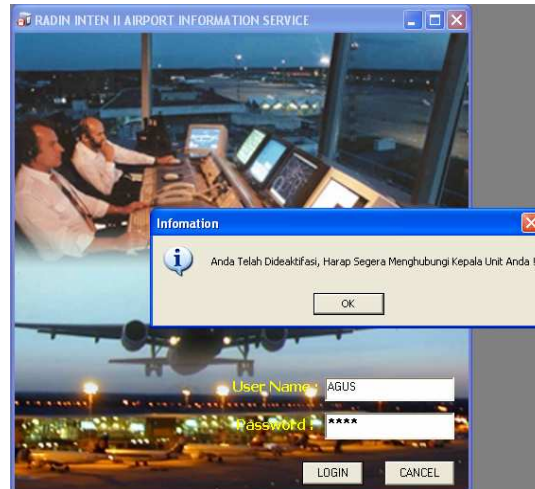 RADIN INTEN II AIRPORT INFORMATION SERVICE
Infomation
Anda Telah Dideaktifasi, Harap Segera Menghubungi Kepala Unit Anda !
OK
User Name : AGUS
Password : ****
LOGIN CANCEL